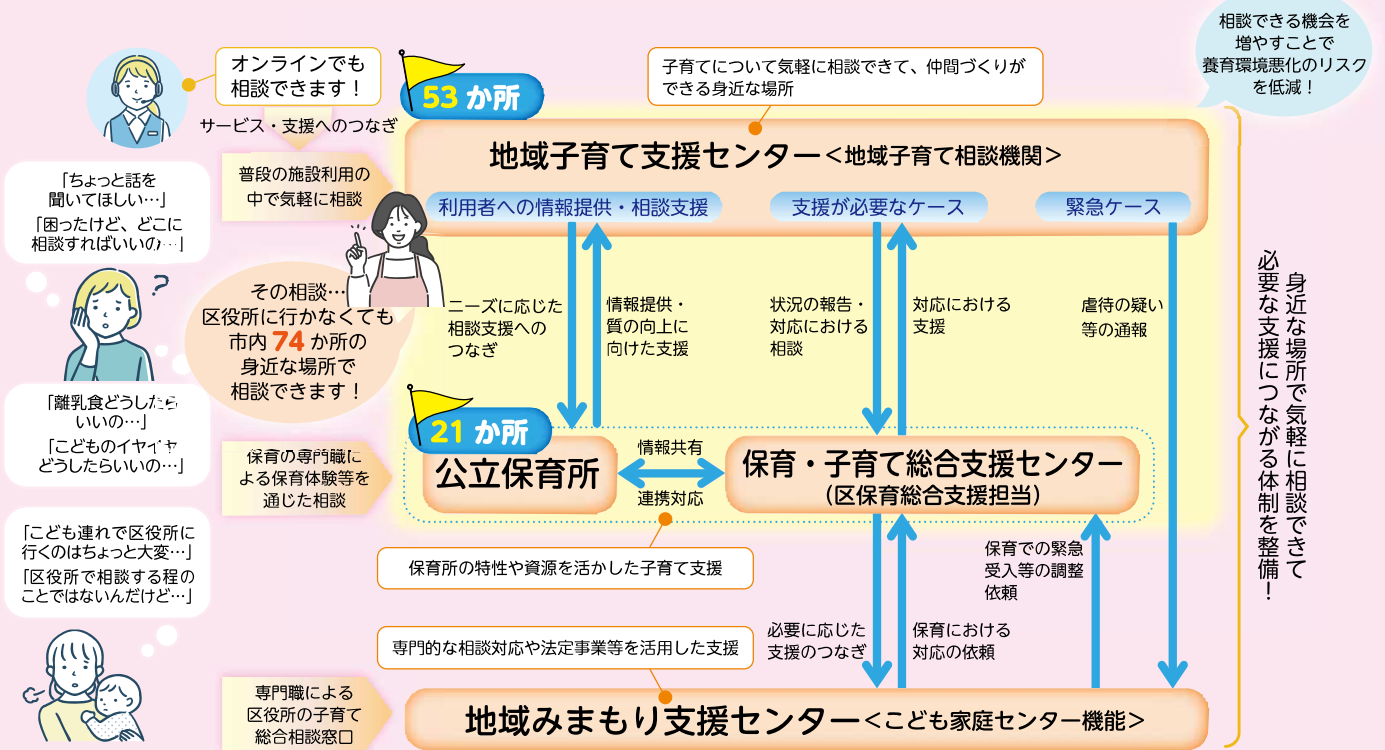 相談できる機会を
増やすことで
養育環境悪化のリスク
を低減！
オンラインでも
相談できます！
サービス・支援へのつなぎ
53か所
子育てについて気軽に相談できて、仲間づくりが
できる身近な場所
地域子育て支援センター＜地域子育て相談機関＞
普段の施設利用の
中で気軽に相談
利用者への情報提供・相談支援
支援が必要なケース
緊急ケース
「ちょっと話を
聞いてほしい…」
「困ったけど、どこに
相談すればいいの…」
その相談…
区役所に行かなくても
市内74か所の
身近な場所で
相談できます！
ニーズに応じた
相談支援への
つなぎ
情報提供・
質の向上に
向けた支援
状況の報告・
対応における
相談
対応における
支援
虐待の疑い
等の通報
身近な場所で気軽に相談できて
必要な支援につながる体制を整備！
「離乳食どうしたら
いいの…」
「こどものイヤイヤ
どうしたらいいの…」
21か所
保育の専門職に
よる保育体験等を
通じた相談
公立保育所
情報共有
連携対応
保育・子育て総合支援センター
（区保育総合支援担当）
「こども連れで区役所に
行くのはちょっと大変…」
「区役所で相談する程の
ことではないんだけど…」
保育所の特性や資源を活かした子育て支援
保育での緊急
受入等の調整
依頼
専門的な相談対応や法定事業等を活用した支援
必要に応じた
支援のつなぎ
保育における
対応の依頼
専門職による
区役所の子育て
総合相談窓口
地域みまもり支援センター＜こども家庭センター機能＞
？